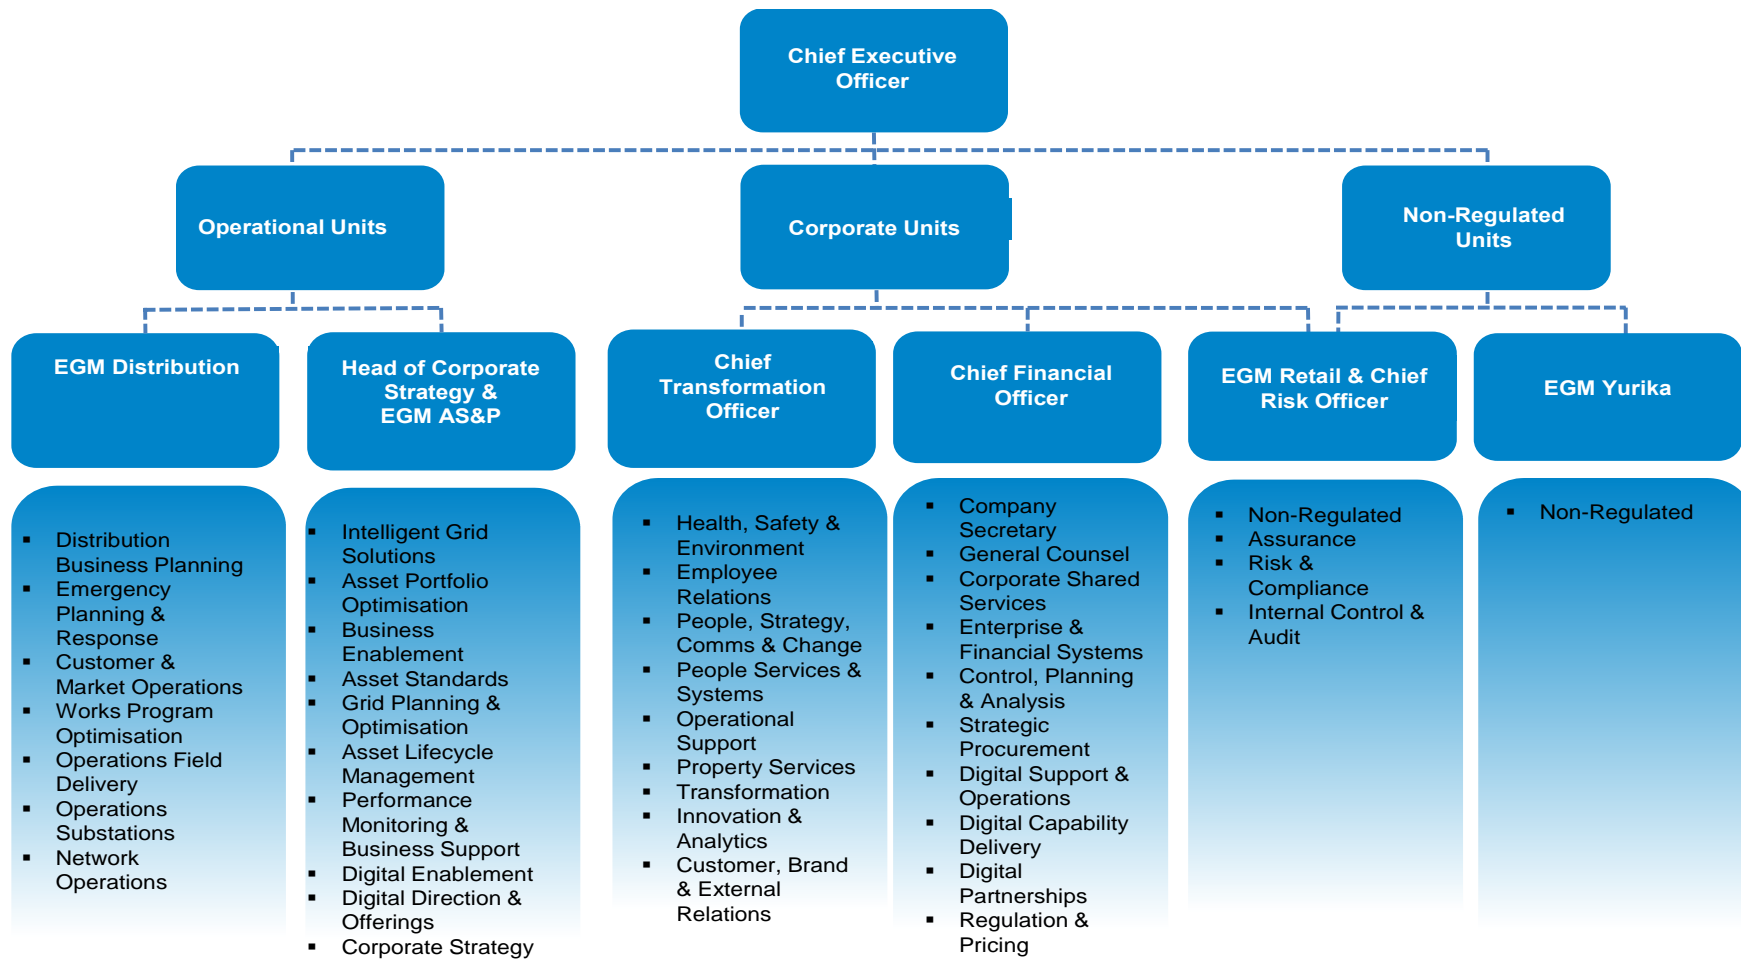 Chief Executive
Officer
Operational Units
Corporate Units
Non-Regulated
Units
EGM Distribution
Head of Corporate
Strategy &
EGM AS&P
Chief
Transformation
Officer
Chief Financial
Officer
EGM Retail & Chief
Risk Officer
EGM Yurika
▪ Distribution
Business Planning
▪ Emergency
Planning &
Response
▪ Customer &
Market Operations
▪ Works Program
Optimisation
▪ Operations Field
Delivery
▪ Operations
Substations
▪ Network
Operations
▪ Intelligent Grid
Solutions
▪ Asset Portfolio
Optimisation
▪ Business
Enablement
▪ Asset Standards
▪ Grid Planning &
Optimisation
▪ Asset Lifecycle
Management
▪ Performance
Monitoring &
Business Support
▪ Digital Enablement
▪ Digital Direction &
Offerings
▪ Corporate Strategy
▪ Health, Safety &
Environment
▪ Employee
Relations
▪ People, Strategy,
Comms & Change
▪ People Services &
Systems
▪ Operational
Support
▪ Property Services
▪ Transformation
▪ Innovation &
Analytics
▪ Customer, Brand
& External
Relations
▪ Company
Secretary
▪ General Counsel
▪ Corporate Shared
Services
▪ Enterprise &
Financial Systems
▪ Control, Planning
& Analysis
▪ Strategic
Procurement
▪ Digital Support &
Operations
▪ Digital Capability
Delivery
▪ Digital
Partnerships
▪ Regulation &
Pricing
▪ Non-Regulated
▪ Assurance
▪ Risk &
Compliance
▪ Internal Control &
Audit
▪ Non-Regulated